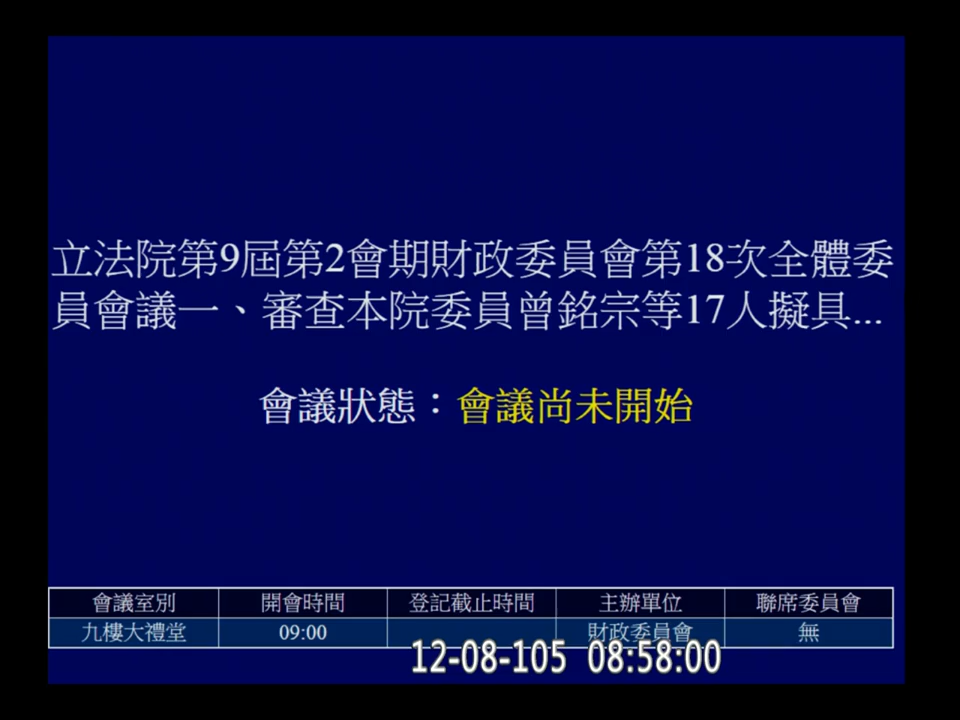 立法院第9屆第2會期財政委員會第18次全體委
員會議一、審查本院委員曾銘宗等17人擬具...
會議狀態：會議尚未開始
會議室別 開會時間 登記截止時間 主辦單位 聯席委員會
九樓大禮堂 09:00 財政委員會 無
12-08-105 08:58:00